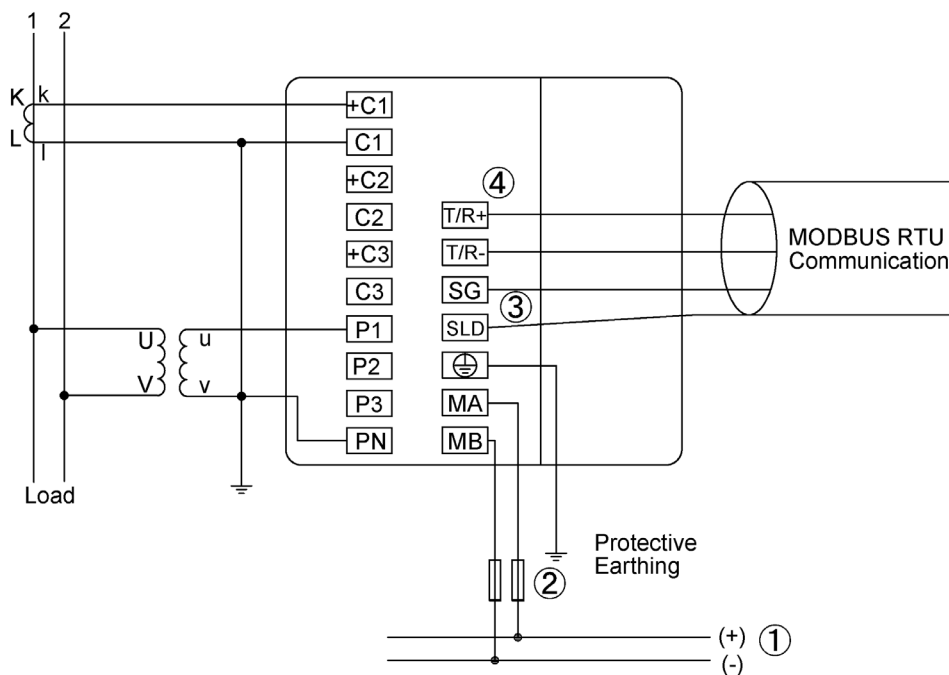 1 2
K k
L l
+C1
C1
+C2
C2
+C3
C3
P1
P2
P3
PN
④
T/R+
T/R-
SG
③
SLD
MA
MB
MODBUS RTU
Communication
U u
V v
Load
Protective
Earthing
②
(+) ①
(-)